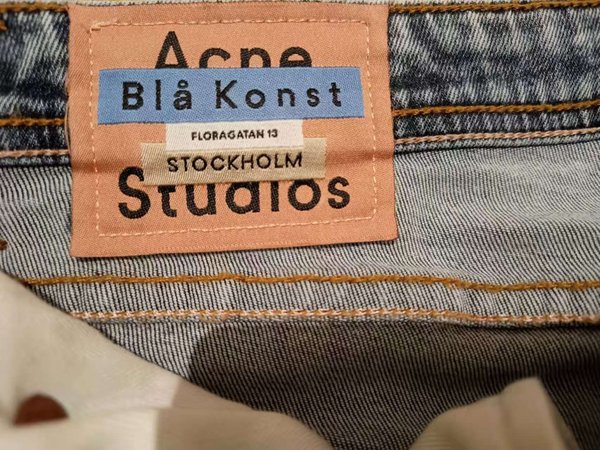 Acne
Blå Konst
FLORAGATAN 13
STOCKHOLM
Studios